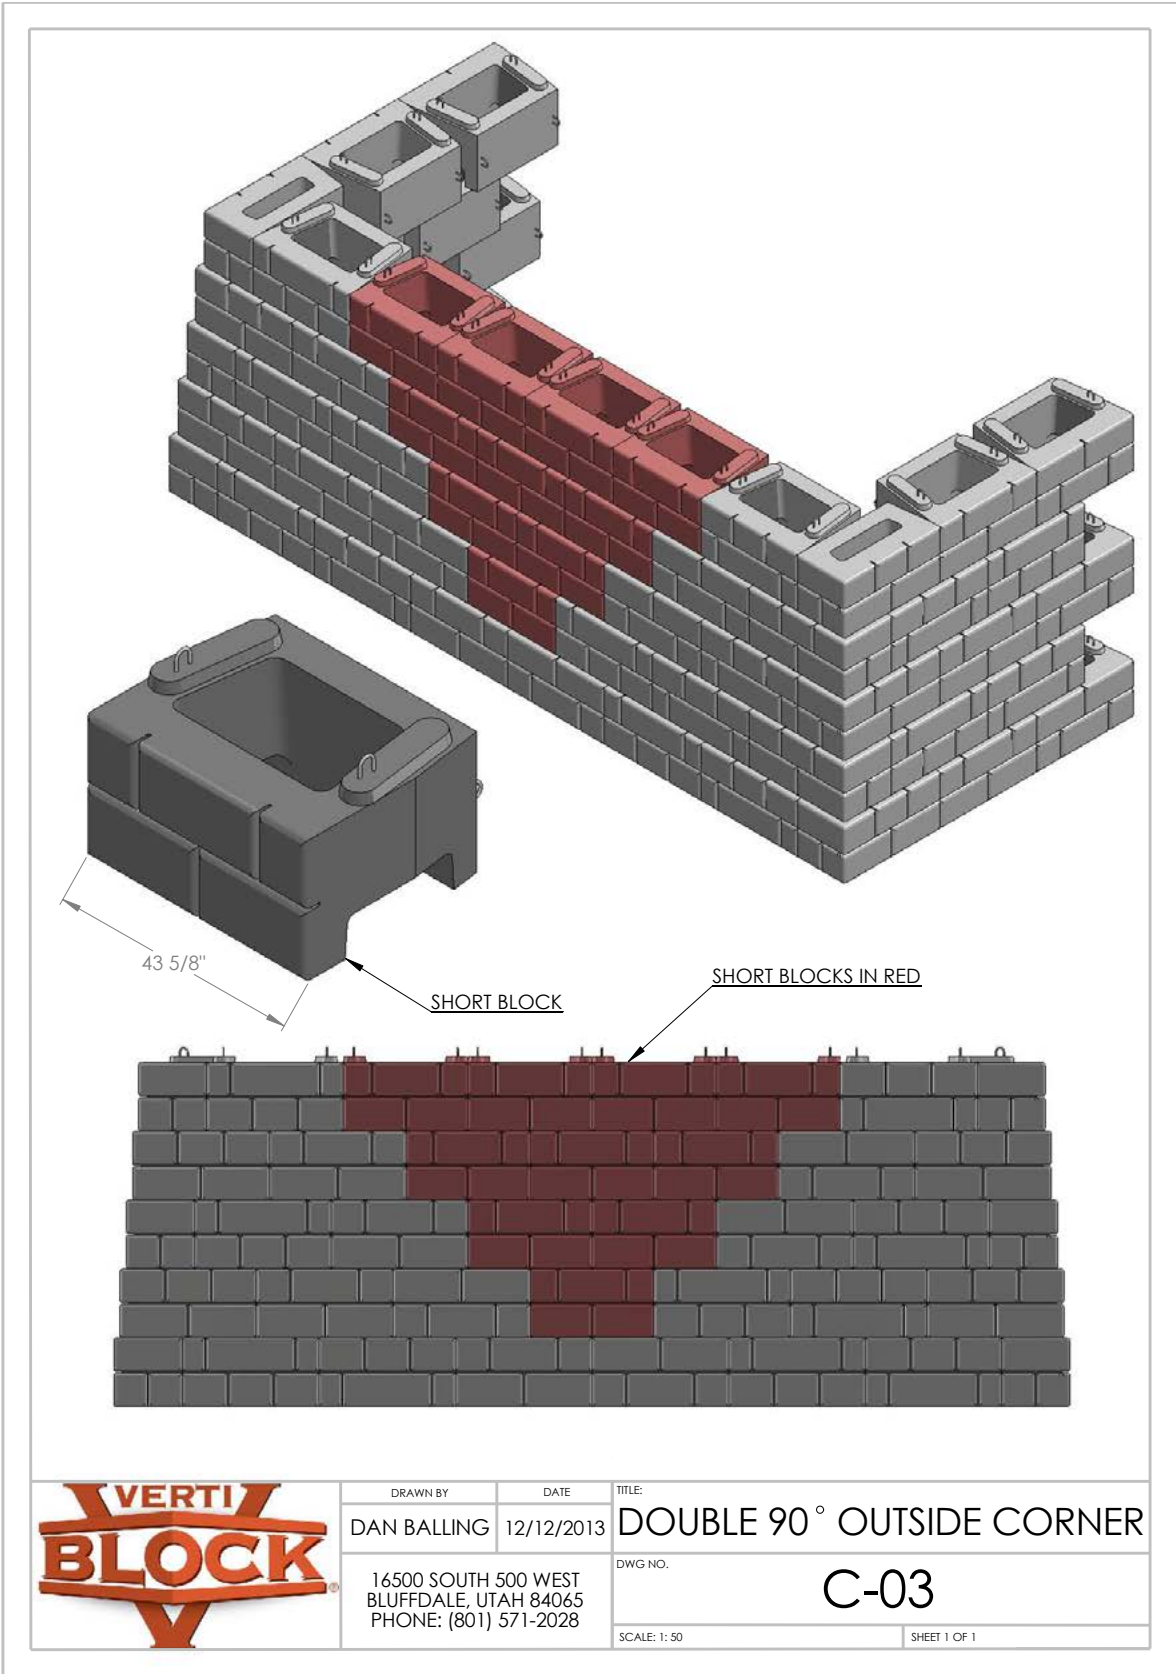 43 5/8"
SHORT BLOCK
SHORT BLOCKS IN RED
VERTI
BLOCK®
V
DRAWN BY
DAN BALLING
DATE
12/12/2013
16500 SOUTH 500 WEST
BLUFFDALE, UTAH 84065
PHONE: (801) 571-2028
TITLE:
DOUBLE 90° OUTSIDE CORNER
DWG NO.
C-03
SCALE: 1: 50
SHEET 1 OF 1